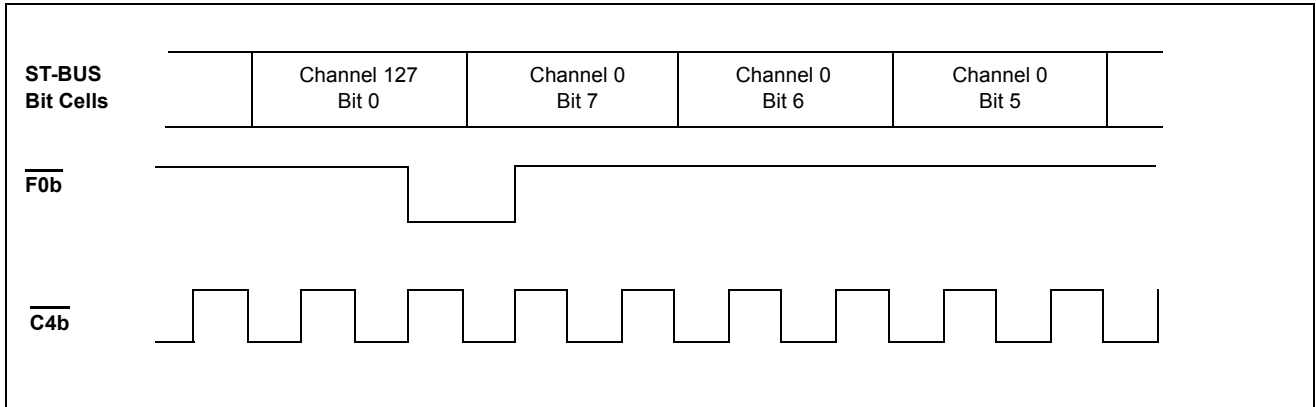 ST-BUS
Bit Cells
Channel 127
Bit 0
Channel 0
Bit 7
Channel 0
Bit 6
Channel 0
Bit 5
F0b
C4b